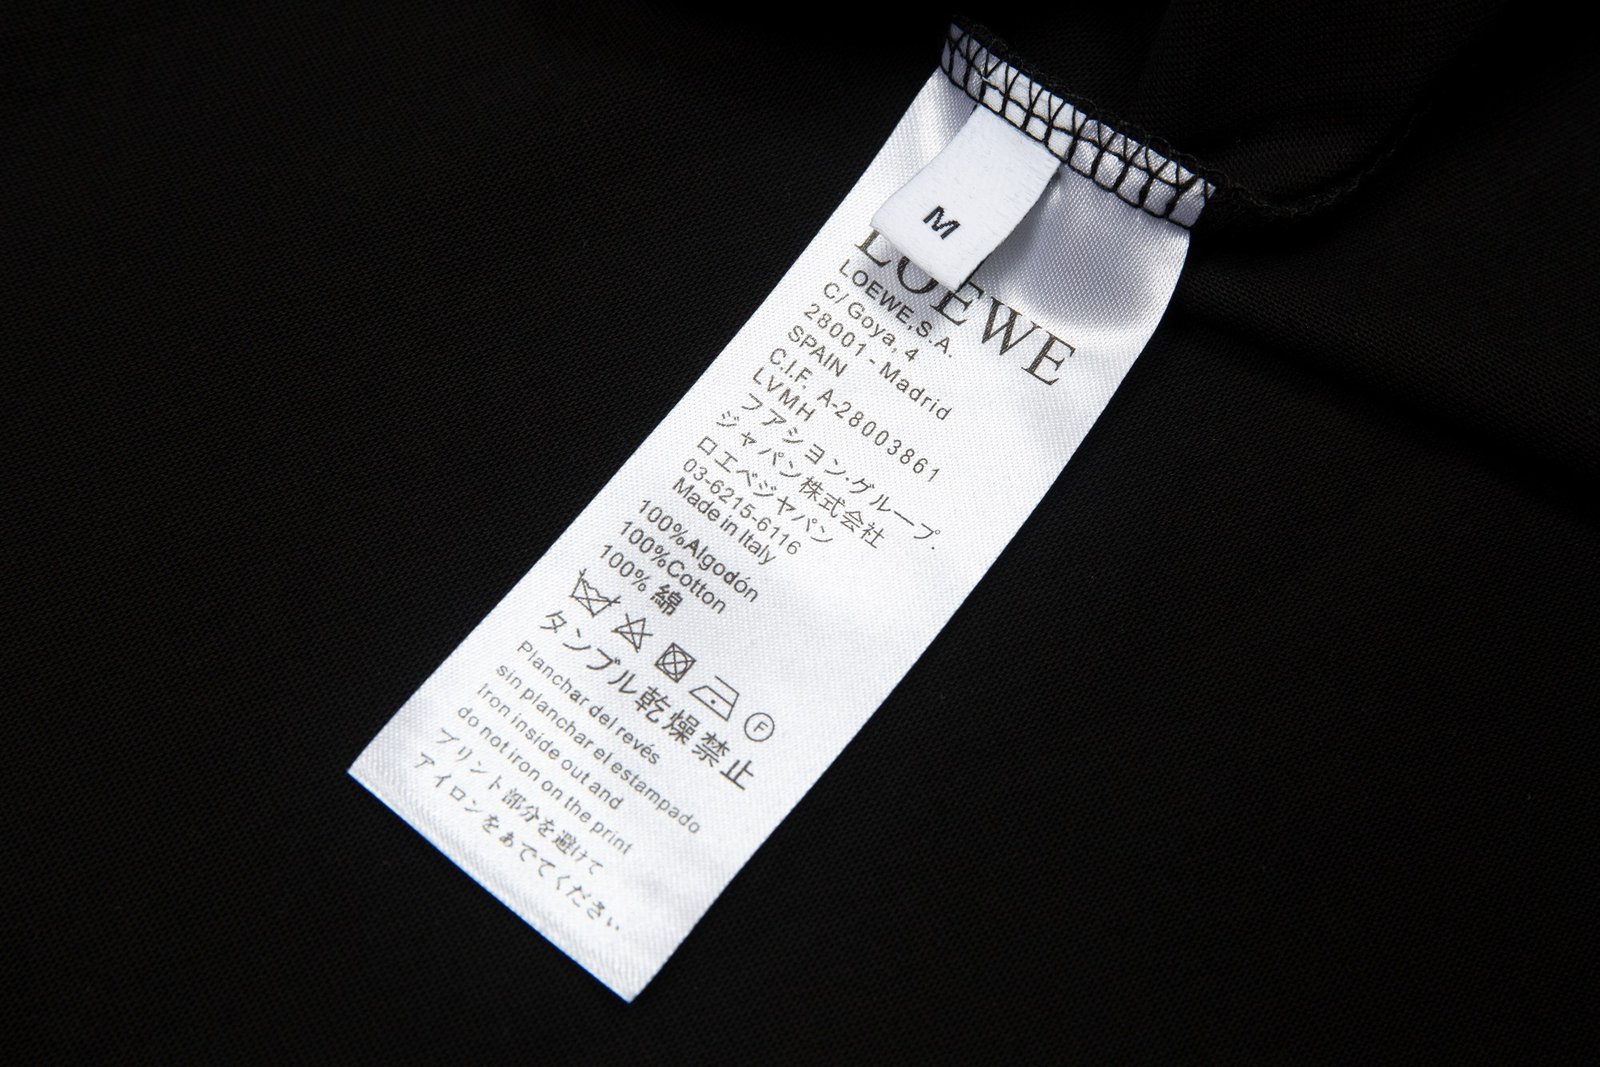 M
LOEWE
LOEWE,S.A.
C/ Goya, 4
28001 - Madrid
SPAIN
C.I.F. A-28003861
LVMH
フアシヨン·グループ.
ジャパン株式会社
ロエベジャパン
03-6215-6116
Made in Italy
100%Algodón
100%Cotton
100% 綿
F
タンブル乾燥禁止
Planchar del revés
sin planchar el estampado
Iron inside out and
do not iron on the print
プリント部分を避けて
アイロンをぁでてください